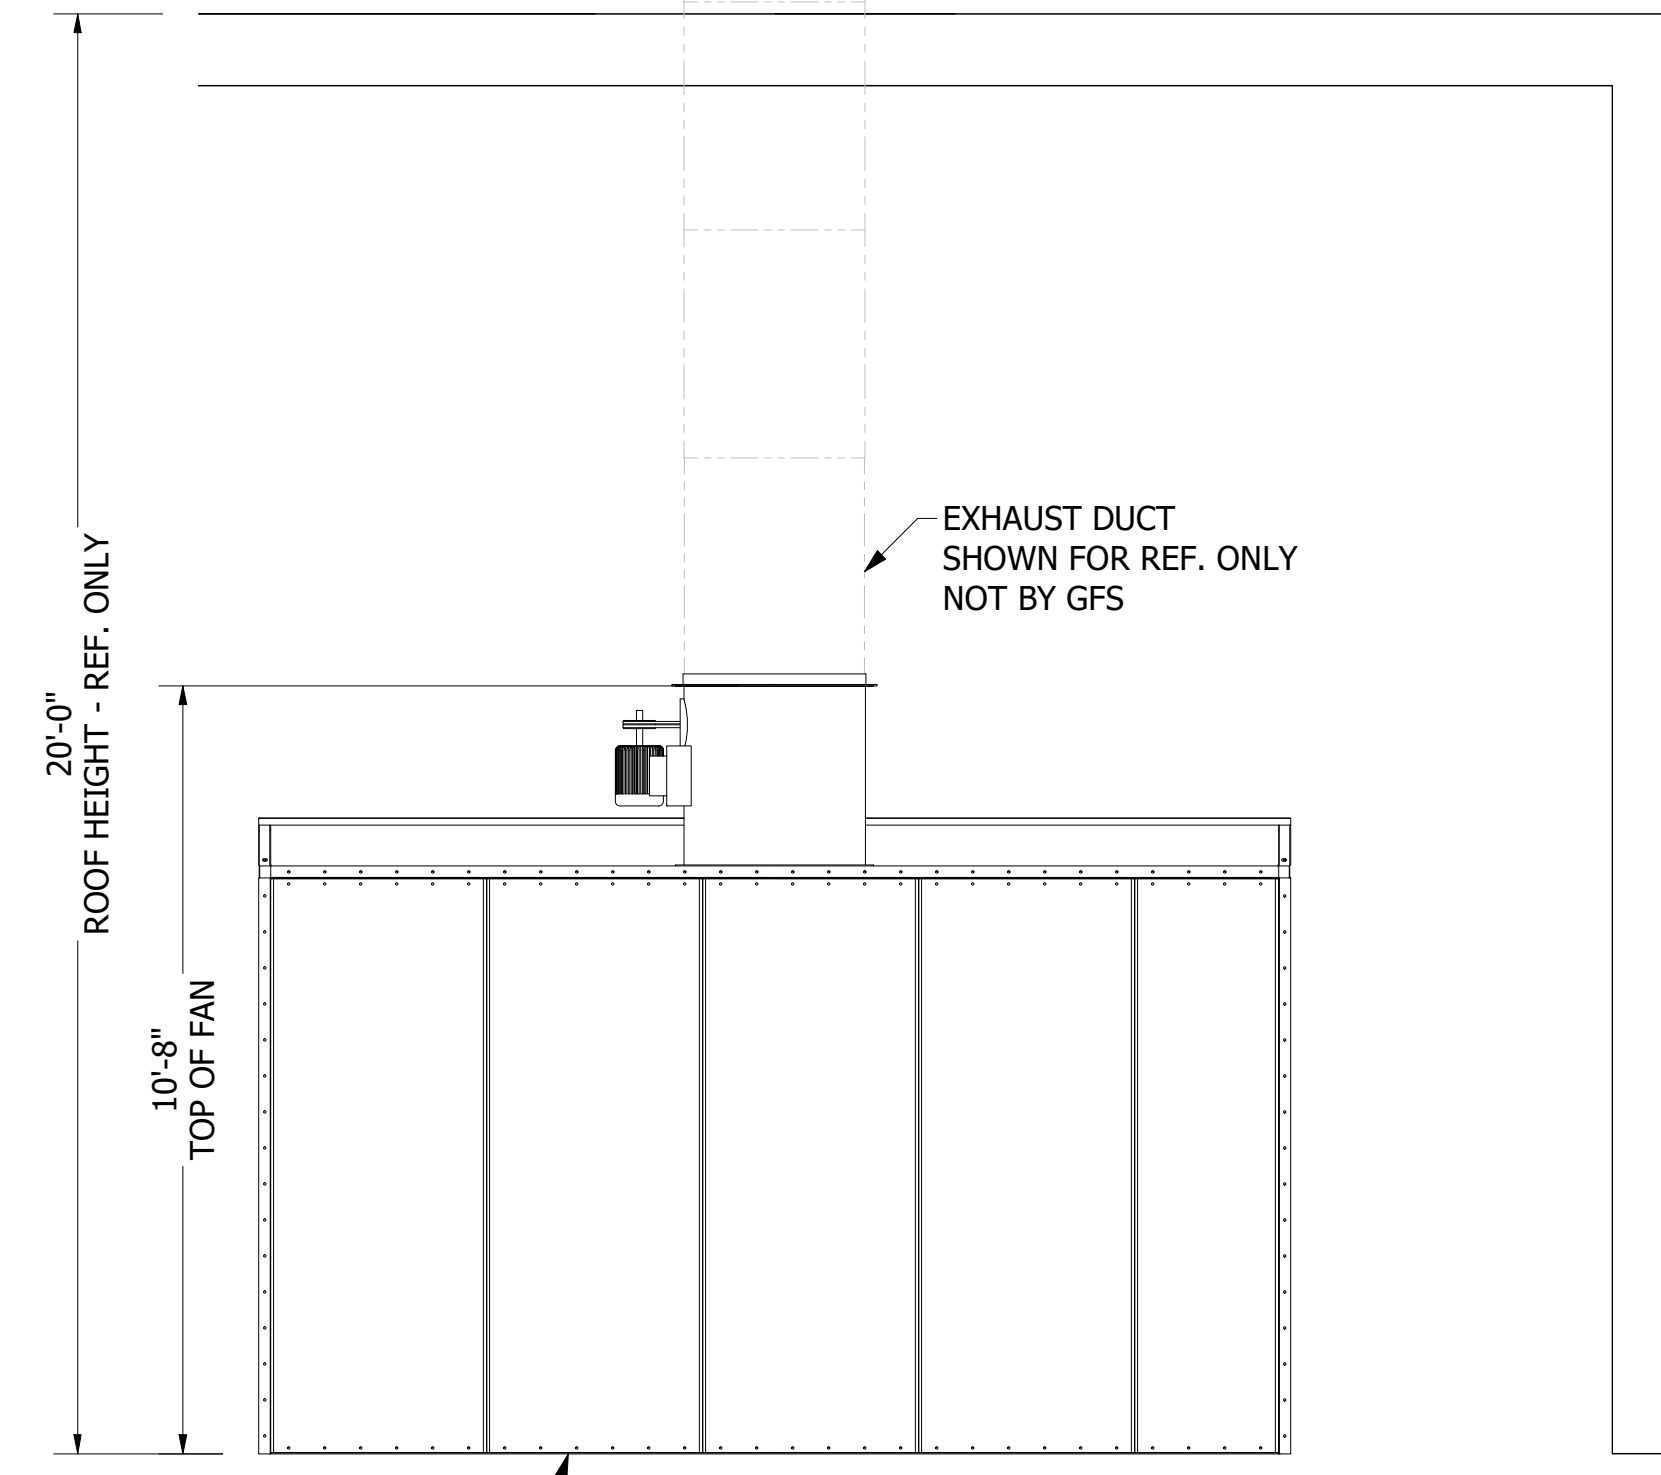 EXHAUST DUCT
SHOWN FOR REF. ONLY
NOT BY GFS
20'-0"
ROOF HEIGHT - REF. ONLY
10'-8"
TOP OF FAN